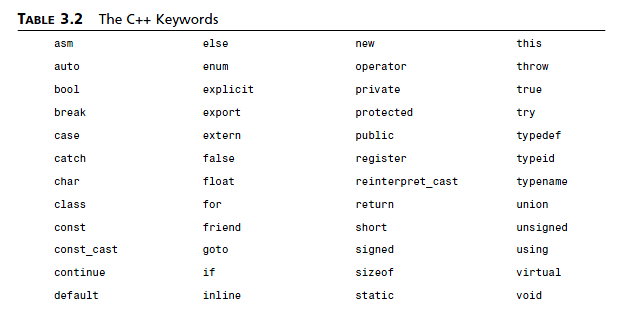 TABLE 3.2 The C++ Keywords
asm else new this
auto enum operator throw
bool explicit private true
break export protected try
case extern public typedef
catch false register typeid
char float reinterpret_cast typename
class for return union
const friend short unsigned
const_cast goto signed using
continue if sizeof virtual
default inline static void